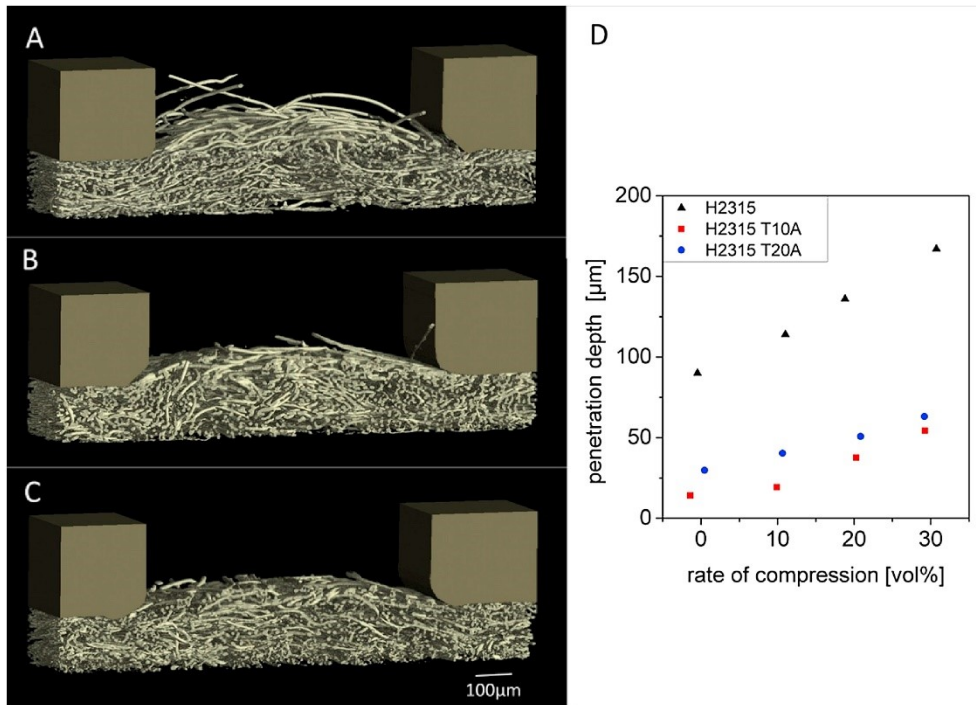 A
B
C
100µm
D
H2315
H2315 T10A
H2315 T20A
200
150
100
50
0
penetration depth [µm]
0 10 20 30
rate of compression [vol%]